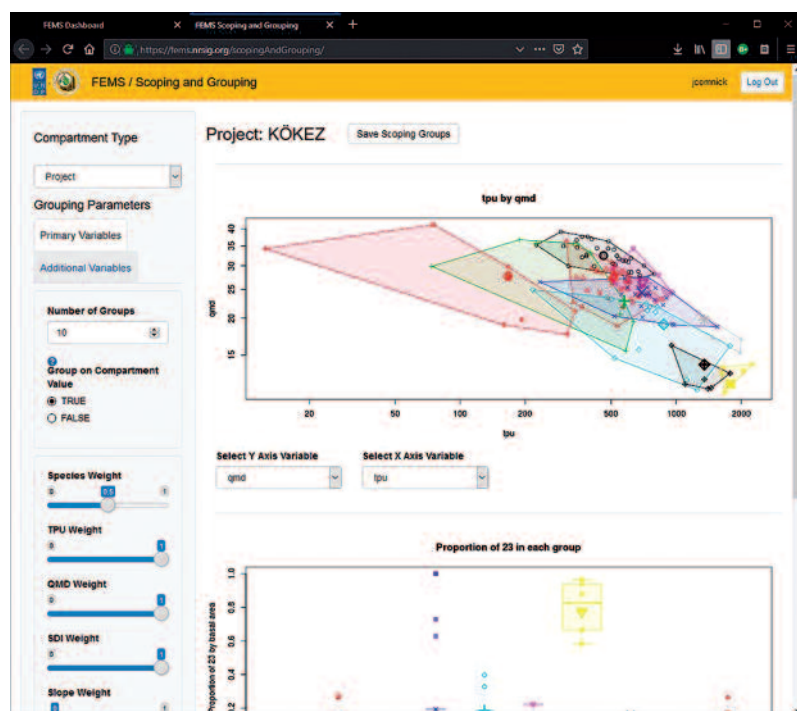 FEMS Dashboard
FEMS Scoping and Grouping
https://fems.nrsig.org/scopingAndGrouping/
FEMS / Scoping and Grouping
jcomnick
Log Out
Compartment Type
Project
Grouping Parameters
Primary Variables
Additional Variables
Number of Groups
10
Group on Compartment
Value
TRUE
FALSE
Species Weight
0 0.5 1
TPU Weight
0 1
QMD Weight
0 1
SDI Weight
0 1
Slope Weight
0 1
Project: KÖKEZ
Save Scoping Groups
tpu by qmd
qmd
40
35
30
25
20
15
20 50 100 200 500 1000 2000
tpu
Select Y Axis Variable
Select X Axis Variable
qmd
tpu
Proportion of 23 in each group
Proportion of 23 by basal area
1.0
0.8
0.6
0.4
0.2